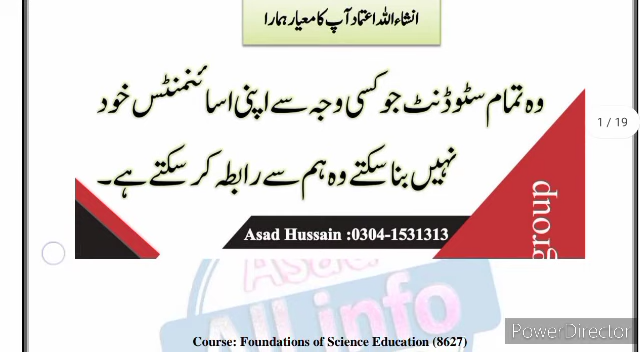 انشاءاللہ اعتماد آپ کا معیار ہمارا
وہ تمام سٹوڈنٹ جو کسی وجہ سے اپنی اسائنمنٹس خود
نہیں بنا سکتے وہ ہم سے رابطہ کر سکتے ہے۔
1 / 19
Asad Hussain :0304-1531313
All info
Course: Foundations of Science Education (8627)
PowerDirector